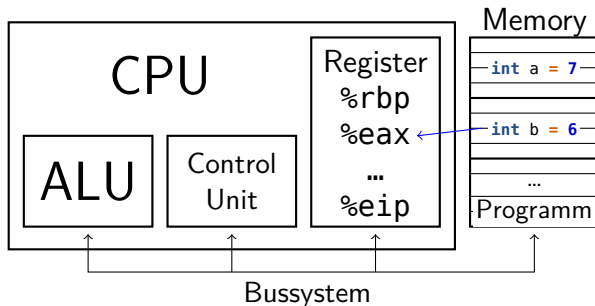 CPU
ALU
Control
Unit
Register
%rbp
%eax
...
%eip
Memory
int a = 7
int b = 6
...
Programm
Bussystem